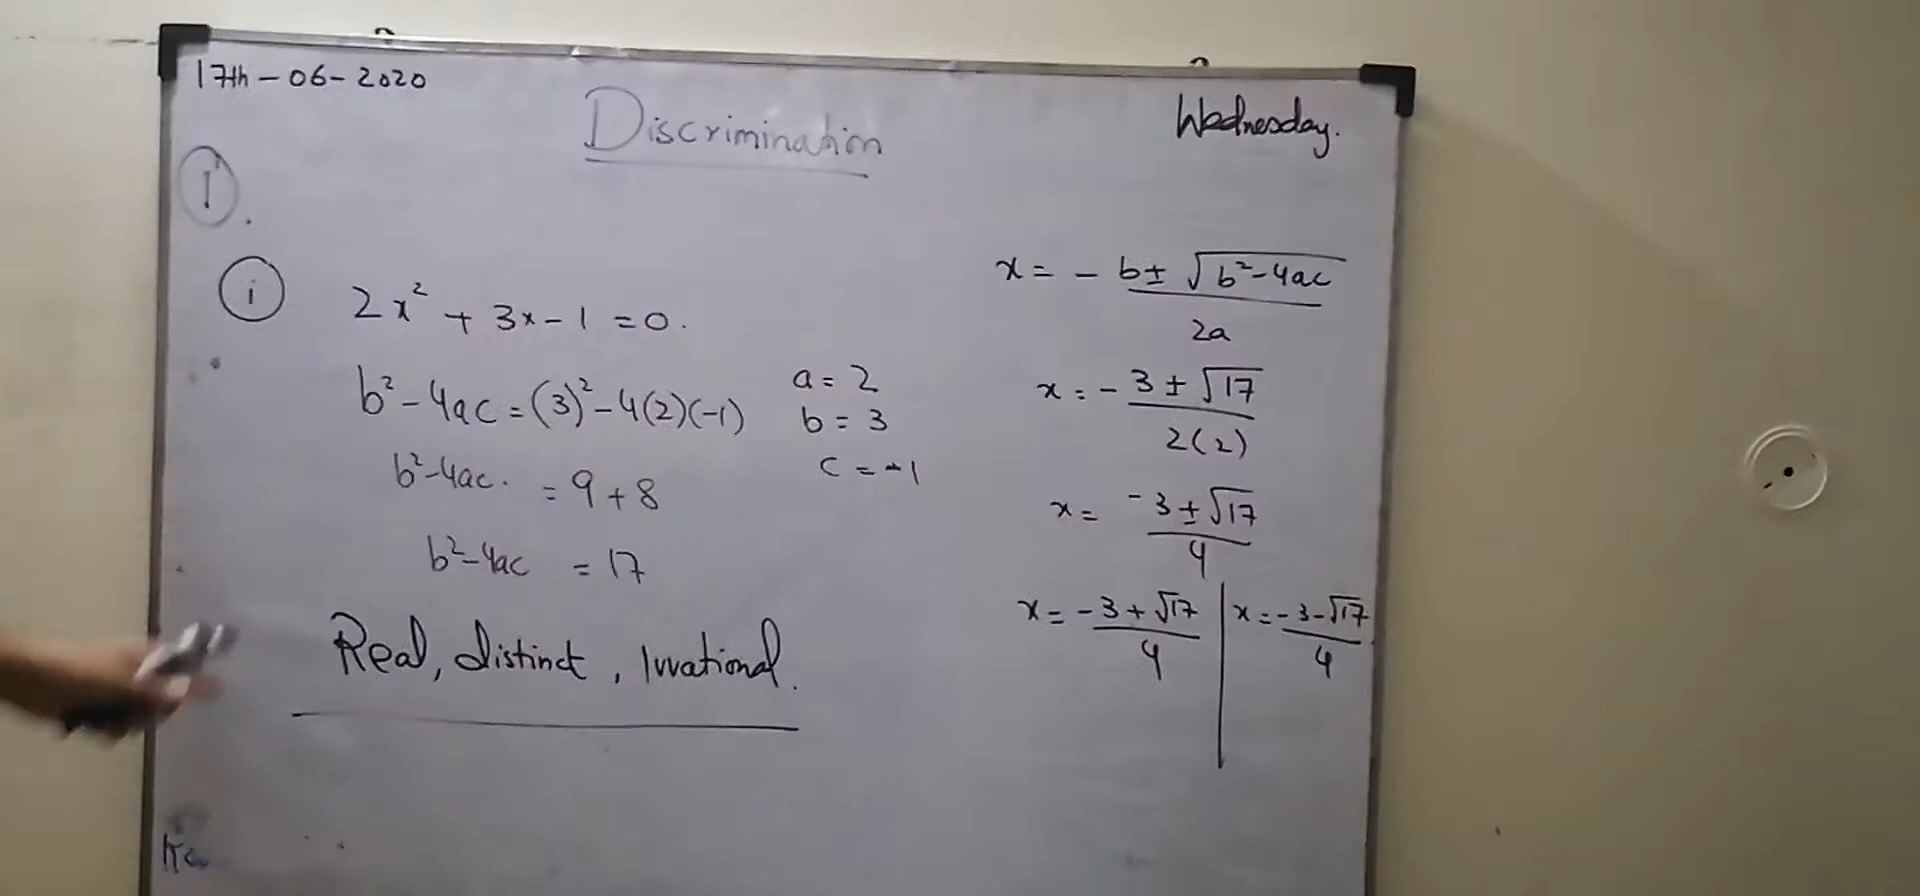 17th-06-2020
Discrimination
Wednesday.
1.
i
2x² + 3x - 1 = 0.
b² - 4ac = (3)² - 4(2)(-1)
a = 2
b = 3
c = -1
b² - 4ac. = 9 + 8
b² - 4ac = 17
Real, distinct, Irrational.
x = - b ± √b² - 4ac
2a
x = - 3 ± √17
2(2)
x = -3 ± √17
4
x = -3 + √17
4
x = -3 - √17
4